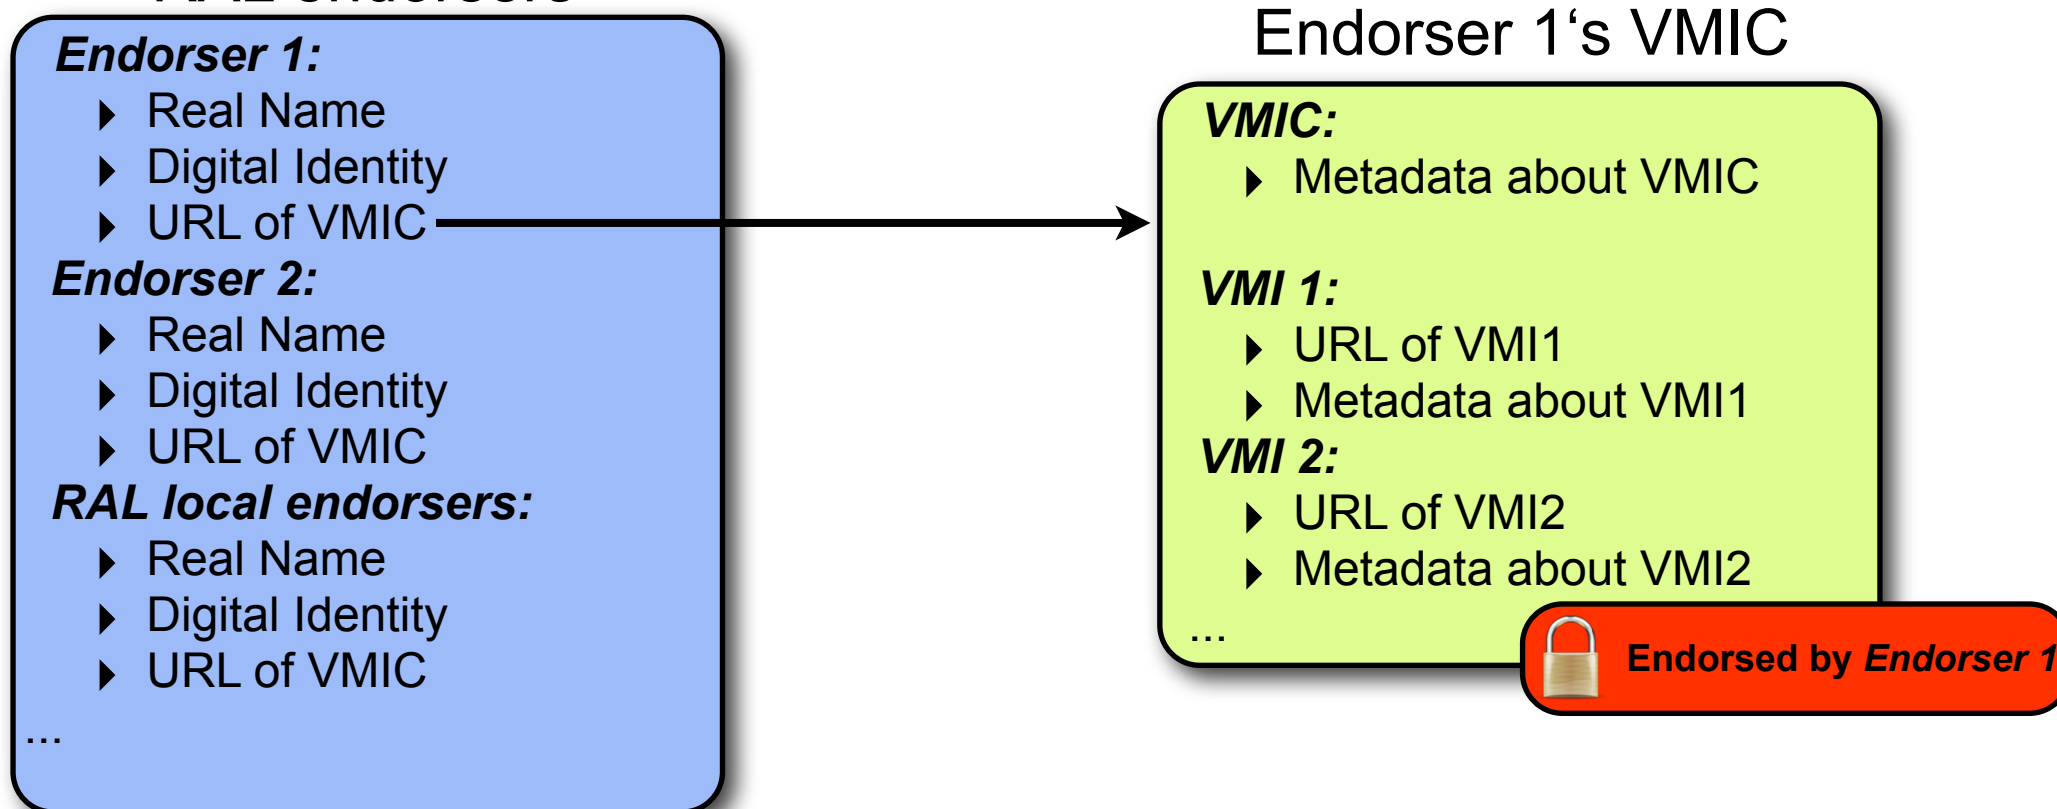 RAL endorsers
Endorser 1:
Real Name
Digital Identity
URL of VMIC
Endorser 2:
Real Name
Digital Identity
URL of VMIC
RAL local endorsers:
Real Name
Digital Identity
URL of VMIC
...
Endorser 1‘s VMIC
VMIC:
Metadata about VMIC
VMI 1:
URL of VMI1
Metadata about VMI1
VMI 2:
URL of VMI2
Metadata about VMI2
...
Endorsed by Endorser 1